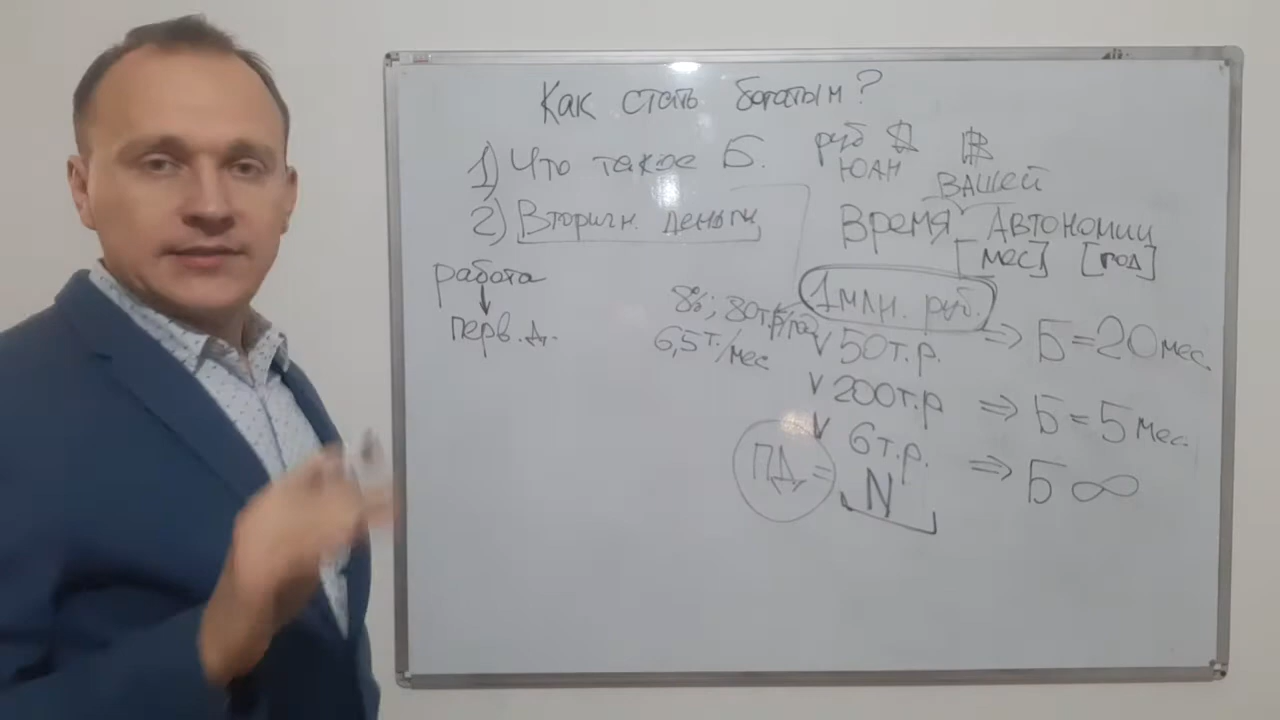 Как стать богатым?
1) Что такое Б.
руб $ ₿
ЮАН
ВАШЕЙ
2) Вторичн. деньги
Время Автономии
[мес] [год]
работа
перв. д.
1 млн. руб.
8%; 80т.р/год
6,5т./мес
v 50т.р. ⇒ Б = 20 мес.
v 200т.р ⇒ Б = 5 мес.
v 6т.р. ⇒ Б ∞
ПД = N